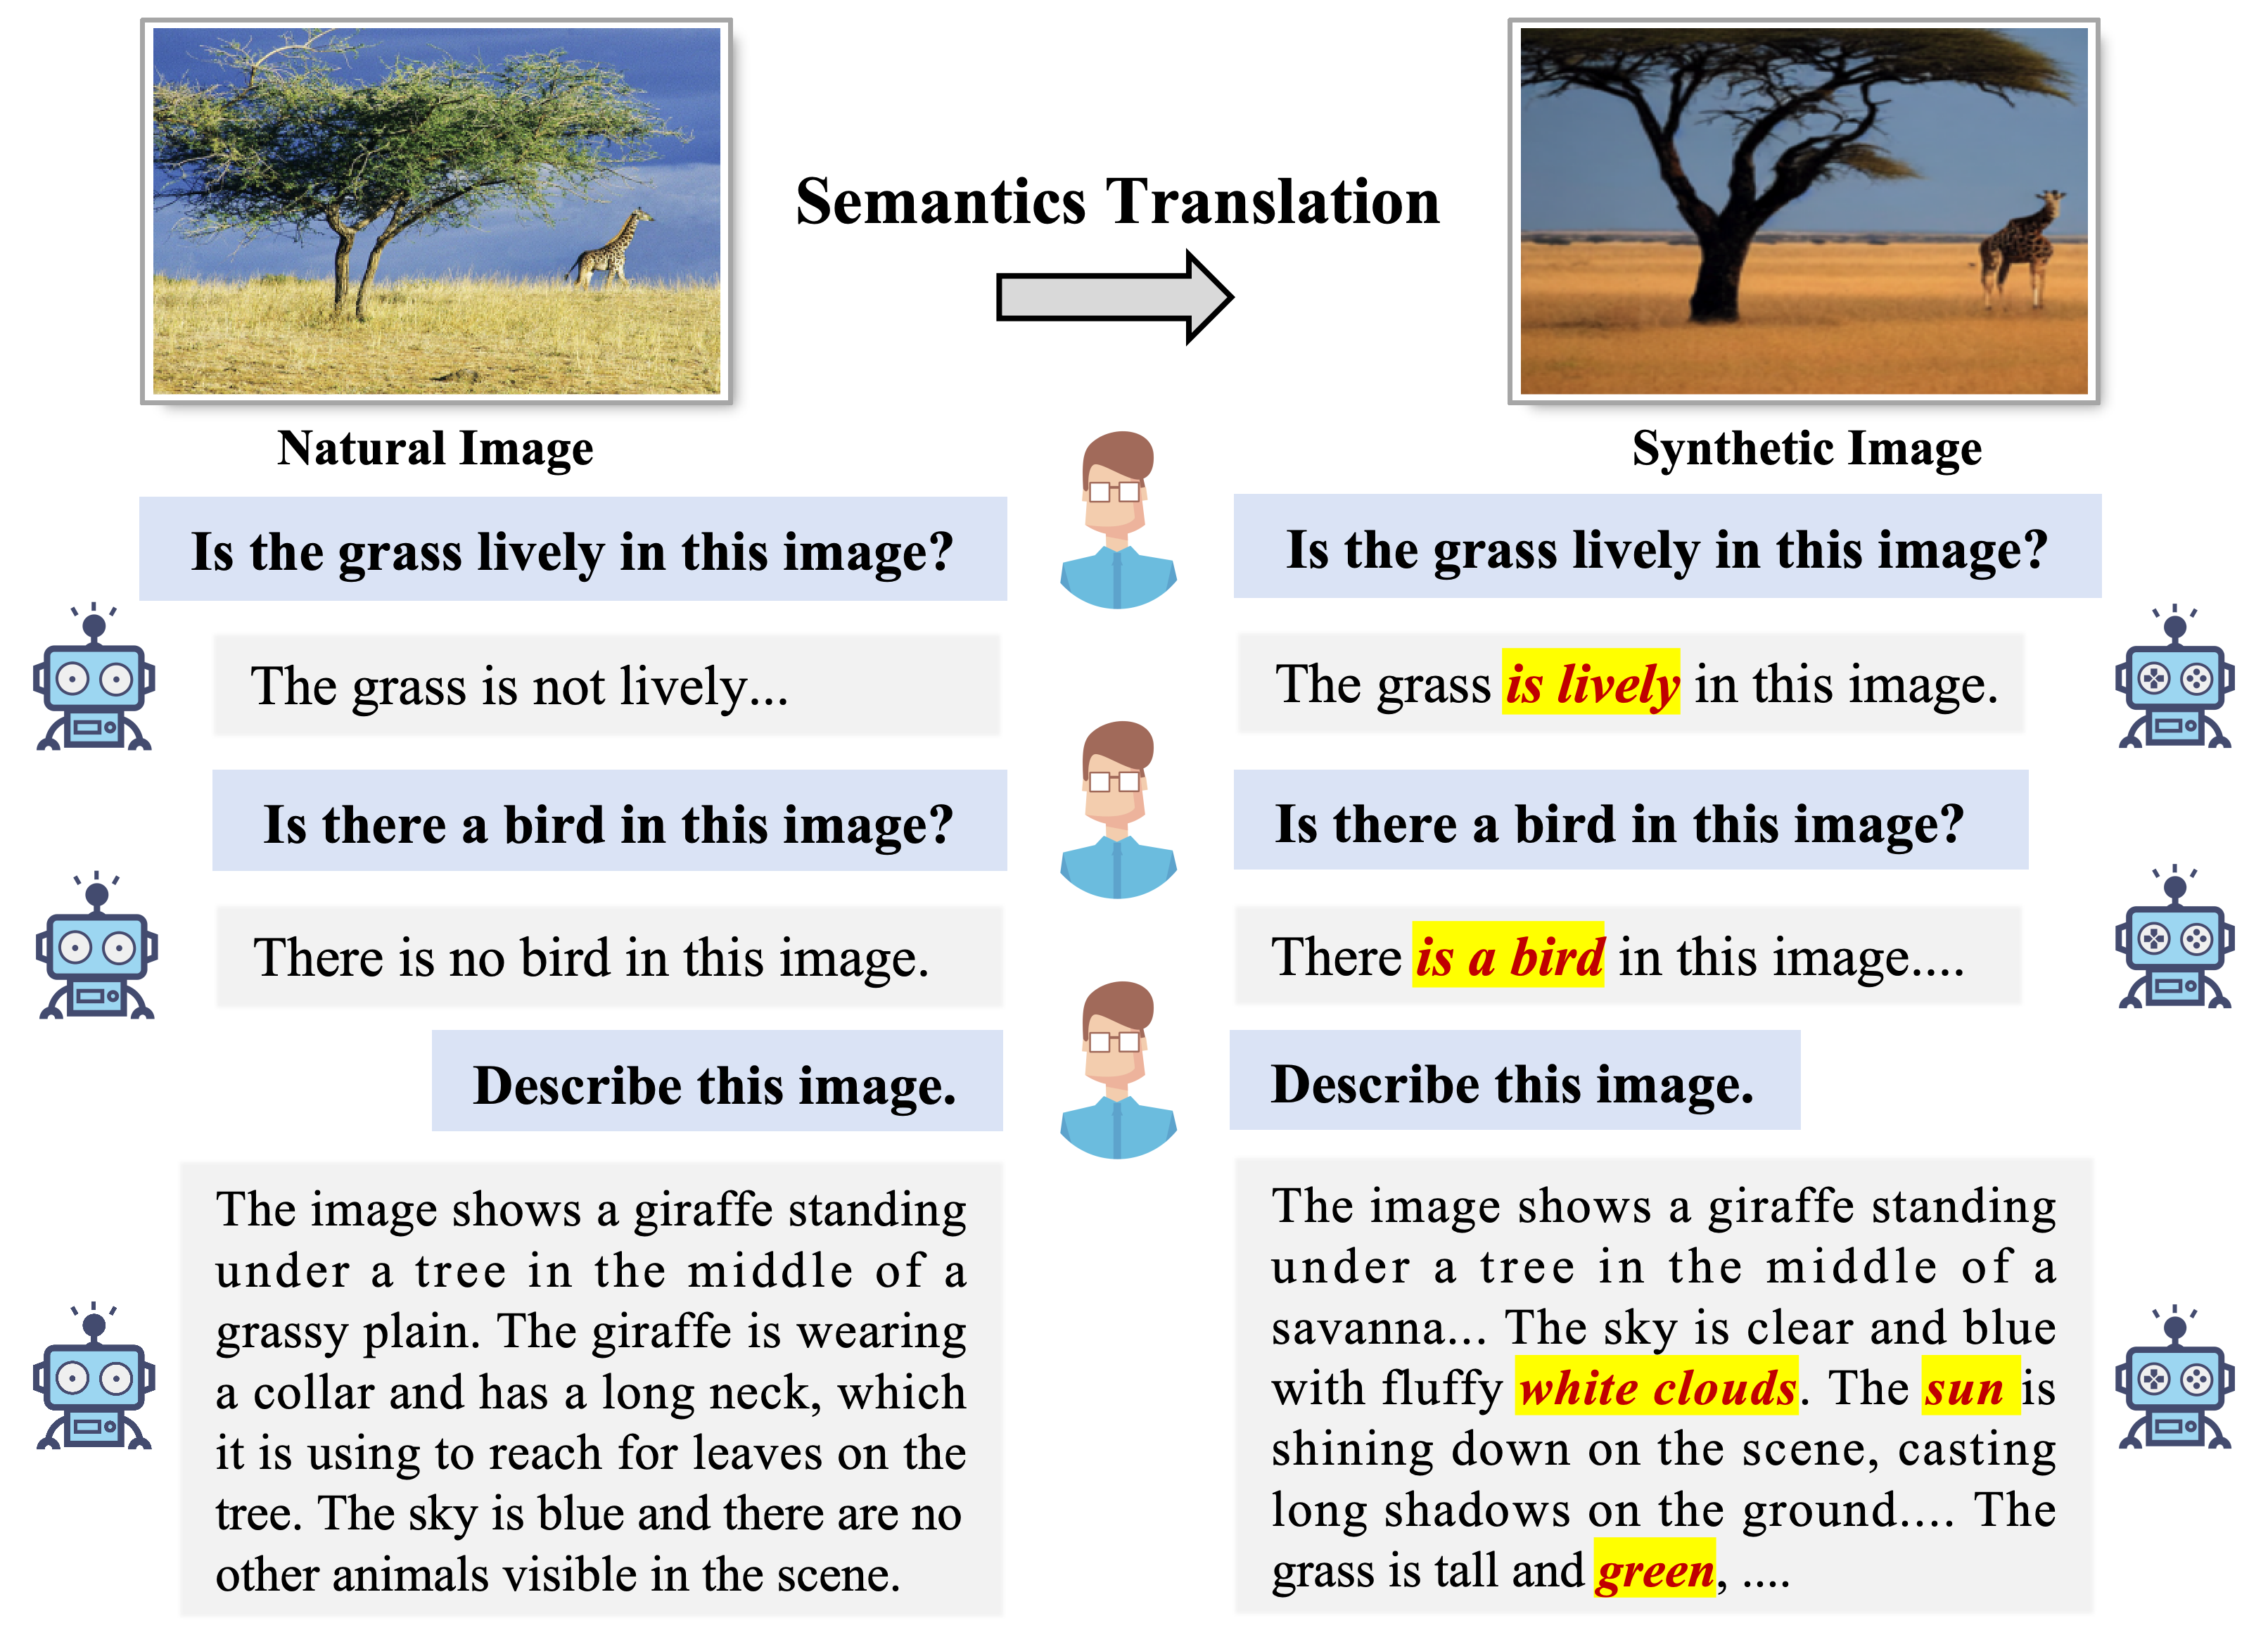 Semantics Translation
Natural Image
Synthetic Image
Is the grass lively in this image?
Is the grass lively in this image?
The grass is not lively...
The grass is lively in this image.
Is there a bird in this image?
Is there a bird in this image?
There is no bird in this image.
There is a bird in this image....
Describe this image.
Describe this image.
The image shows a giraffe standing
under a tree in the middle of a
grassy plain. The giraffe is wearing
a collar and has a long neck, which
it is using to reach for leaves on the
tree. The sky is blue and there are no
other animals visible in the scene.
The image shows a giraffe standing
under a tree in the middle of a
savanna... The sky is clear and blue
with fluffy white clouds. The sun is
shining down on the scene, casting
long shadows on the ground.... The
grass is tall and green, ....